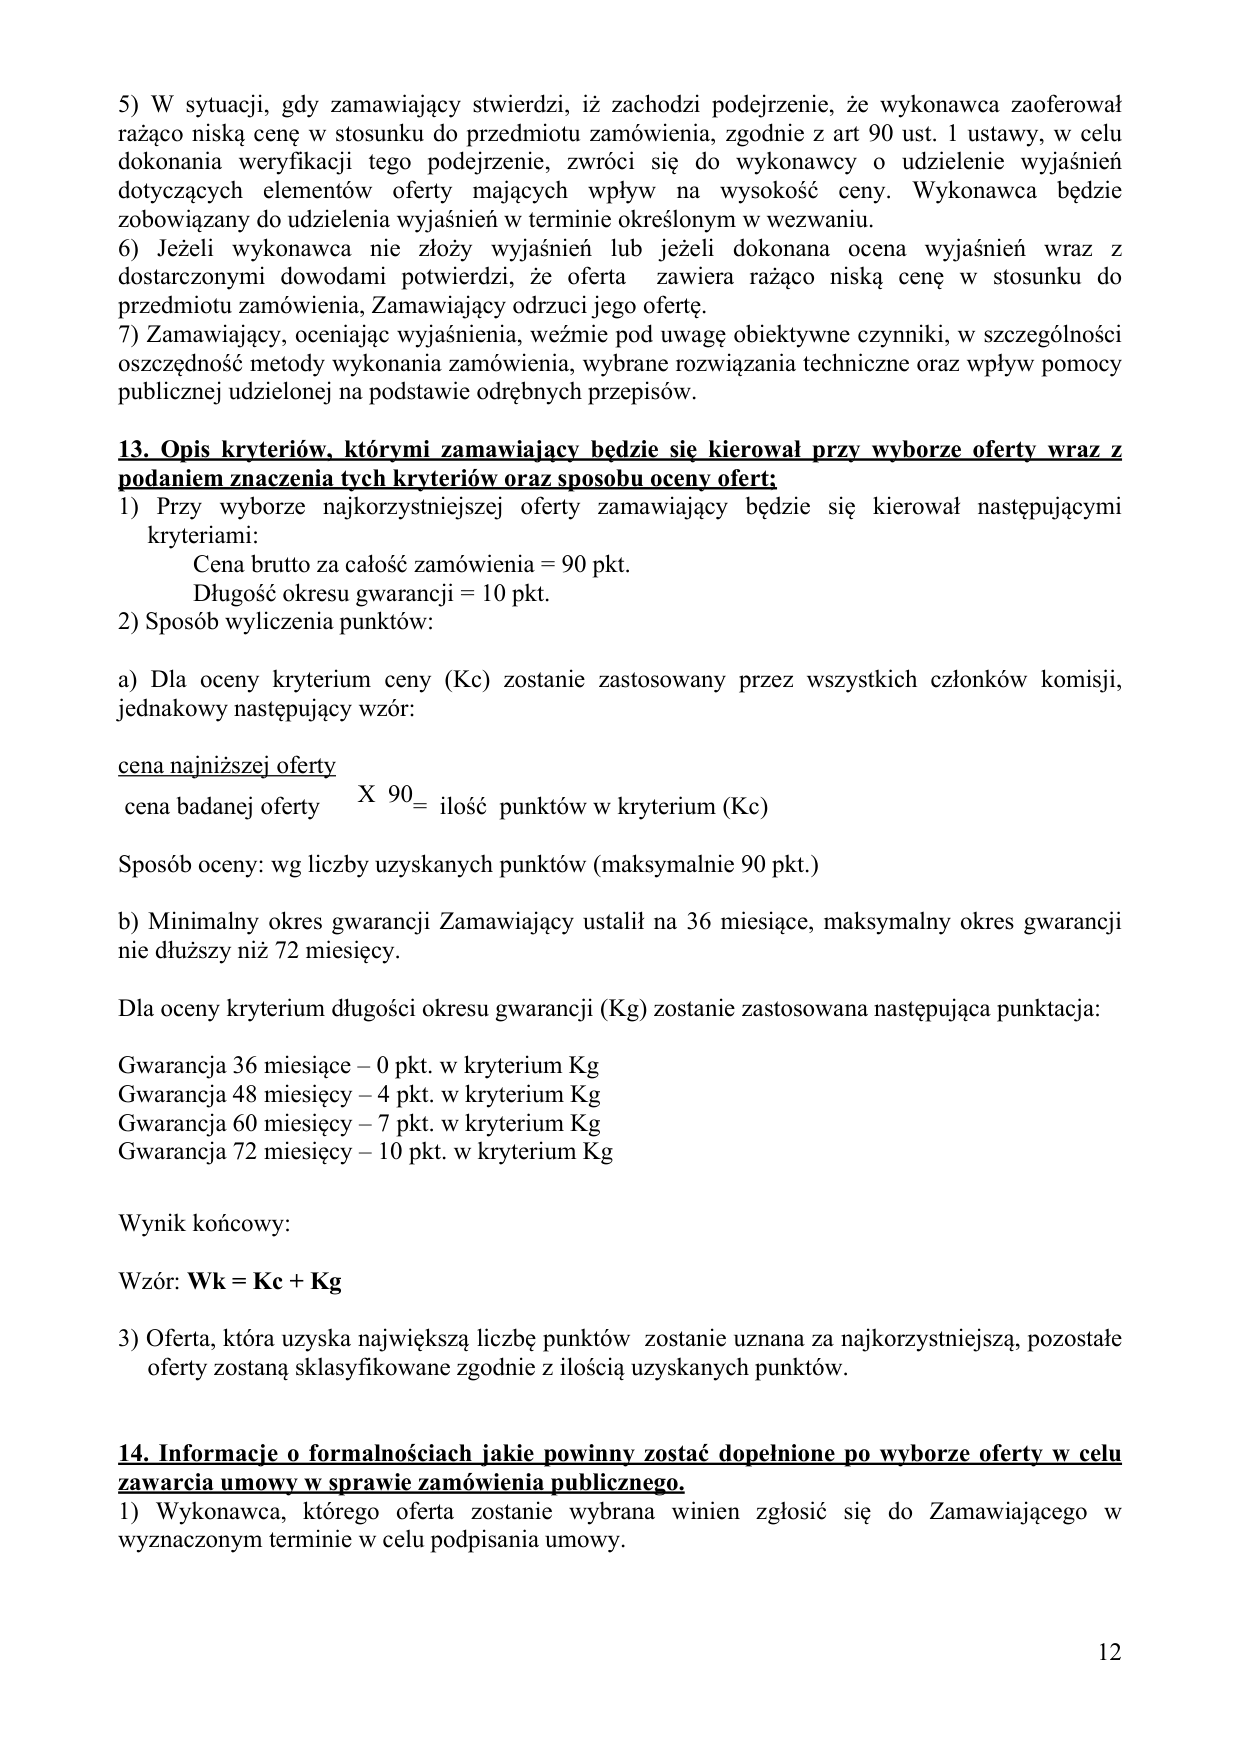 5) W sytuacji, gdy zamawiający stwierdzi, iż zachodzi podejrzenie, że wykonawca zaoferował
rażąco niską cenę w stosunku do przedmiotu zamówienia, zgodnie z art 90 ust. 1 ustawy, w celu
dokonania weryfikacji tego podejrzenie, zwróci się do wykonawcy o udzielenie wyjaśnień
dotyczących elementów oferty mających wpływ na wysokość ceny. Wykonawca będzie
zobowiązany do udzielenia wyjaśnień w terminie określonym w wezwaniu.
6) Jeżeli wykonawca nie złoży wyjaśnień lub jeżeli dokonana ocena wyjaśnień wraz z
dostarczonymi dowodami potwierdzi, że oferta zawiera rażąco niską cenę w stosunku do
przedmiotu zamówienia, Zamawiający odrzuci jego ofertę.
7) Zamawiający, oceniając wyjaśnienia, weźmie pod uwagę obiektywne czynniki, w szczególności
oszczędność metody wykonania zamówienia, wybrane rozwiązania techniczne oraz wpływ pomocy
publicznej udzielonej na podstawie odrębnych przepisów.
13. Opis kryteriów, którymi zamawiający będzie się kierował przy wyborze oferty wraz z
podaniem znaczenia tych kryteriów oraz sposobu oceny ofert;
1) Przy wyborze najkorzystniejszej oferty zamawiający będzie się kierował następującymi
kryteriami:
Cena brutto za całość zamówienia = 90 pkt.
Długość okresu gwarancji = 10 pkt.
2) Sposób wyliczenia punktów:
a) Dla oceny kryterium ceny (Kc) zostanie zastosowany przez wszystkich członków komisji,
jednakowy następujący wzór:
cena najniższej oferty
cena badanej oferty X 90 = ilość punktów w kryterium (Kc)
Sposób oceny: wg liczby uzyskanych punktów (maksymalnie 90 pkt.)
b) Minimalny okres gwarancji Zamawiający ustalił na 36 miesiące, maksymalny okres gwarancji
nie dłuższy niż 72 miesięcy.
Dla oceny kryterium długości okresu gwarancji (Kg) zostanie zastosowana następująca punktacja:
Gwarancja 36 miesiące – 0 pkt. w kryterium Kg
Gwarancja 48 miesięcy – 4 pkt. w kryterium Kg
Gwarancja 60 miesięcy – 7 pkt. w kryterium Kg
Gwarancja 72 miesięcy – 10 pkt. w kryterium Kg
Wynik końcowy:
Wzór: Wk = Kc + Kg
3) Oferta, która uzyska największą liczbę punktów zostanie uznana za najkorzystniejszą, pozostałe
oferty zostaną sklasyfikowane zgodnie z ilością uzyskanych punktów.
14. Informacje o formalnościach jakie powinny zostać dopełnione po wyborze oferty w celu
zawarcia umowy w sprawie zamówienia publicznego.
1) Wykonawca, którego oferta zostanie wybrana winien zgłosić się do Zamawiającego w
wyznaczonym terminie w celu podpisania umowy.
12